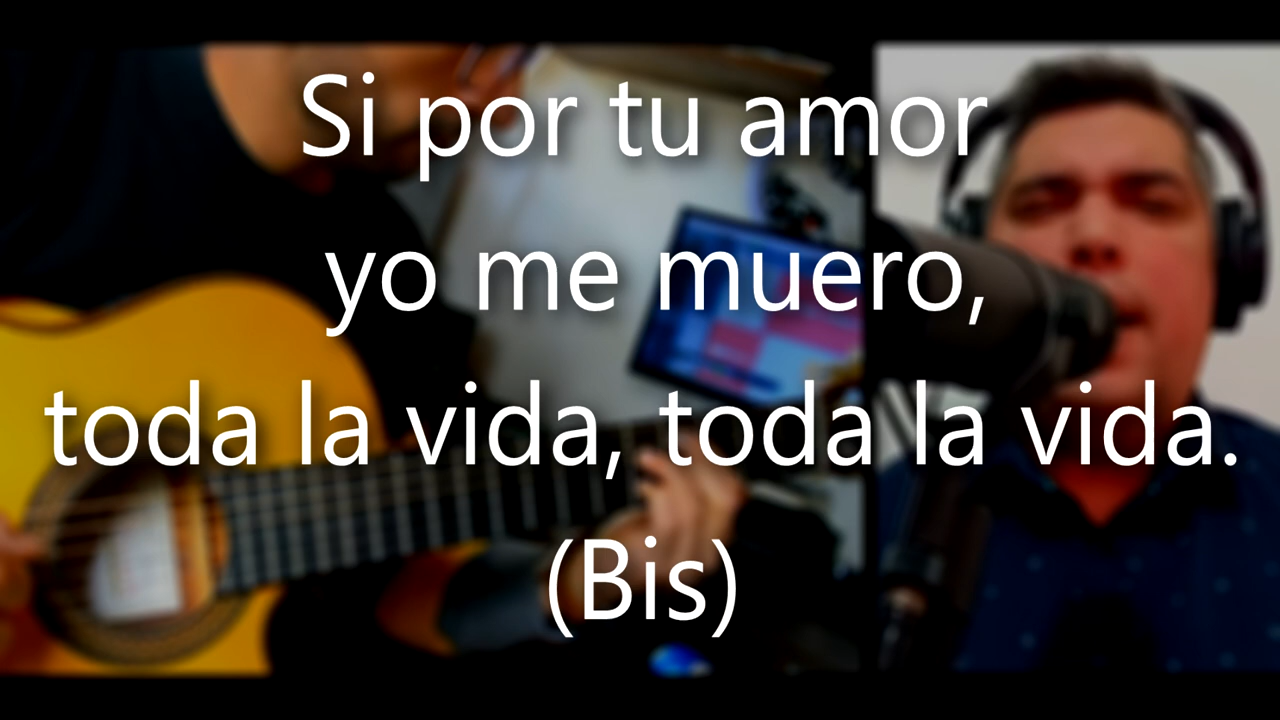 Si por tu amor
yo me muero,
toda la vida, toda la vida.
(Bis)